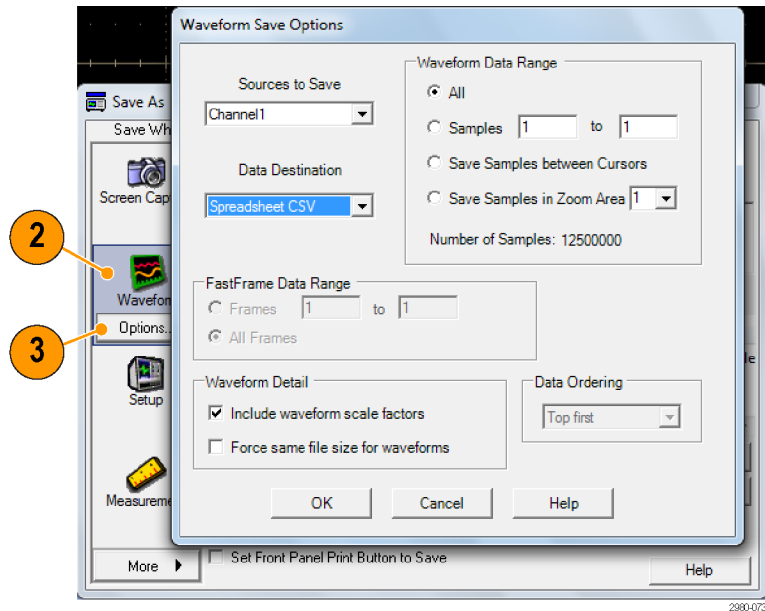 Waveform Save Options
Save As
Save Wh
Screen Cap
Waveform
Options..
Setup
Measureme
More
Sources to Save
Channel1
Data Destination
Spreadsheet CSV
Waveform Data Range
All
Samples 1 to 1
Save Samples between Cursors
Save Samples in Zoom Area 1
Number of Samples: 12500000
FastFrame Data Range
Frames 1 to 1
All Frames
Waveform Detail
Include waveform scale factors
Force same file size for waveforms
Data Ordering
Top first
OK Cancel Help
le
Set Front Panel Print Button to Save
Help
2
3
2980-073